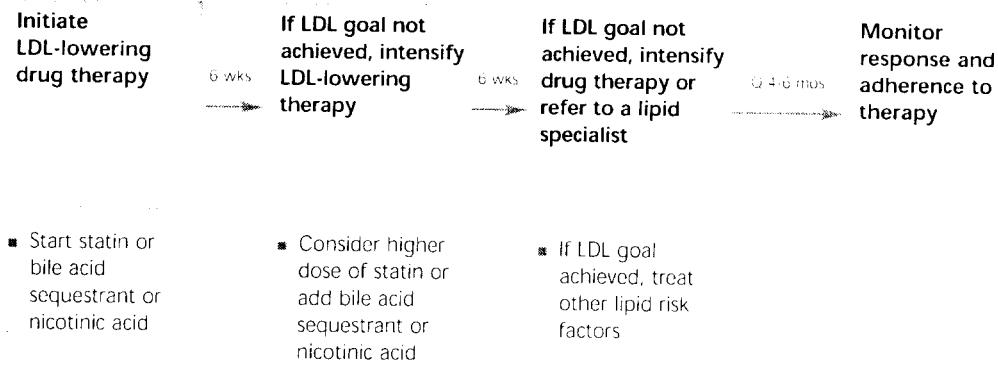 Initiate
LDL-lowering
drug therapy
6 wks
If LDL goal not
achieved, intensify
LDL-lowering
therapy
6 wks
If LDL goal not
achieved, intensify
drug therapy or
refer to a lipid
specialist
Q 4-6 mos
Monitor
response and
adherence to
therapy
■ Start statin or
bile acid
sequestrant or
nicotinic acid
■ Consider higher
dose of statin or
add bile acid
sequestrant or
nicotinic acid
■ If LDL goal
achieved, treat
other lipid risk
factors